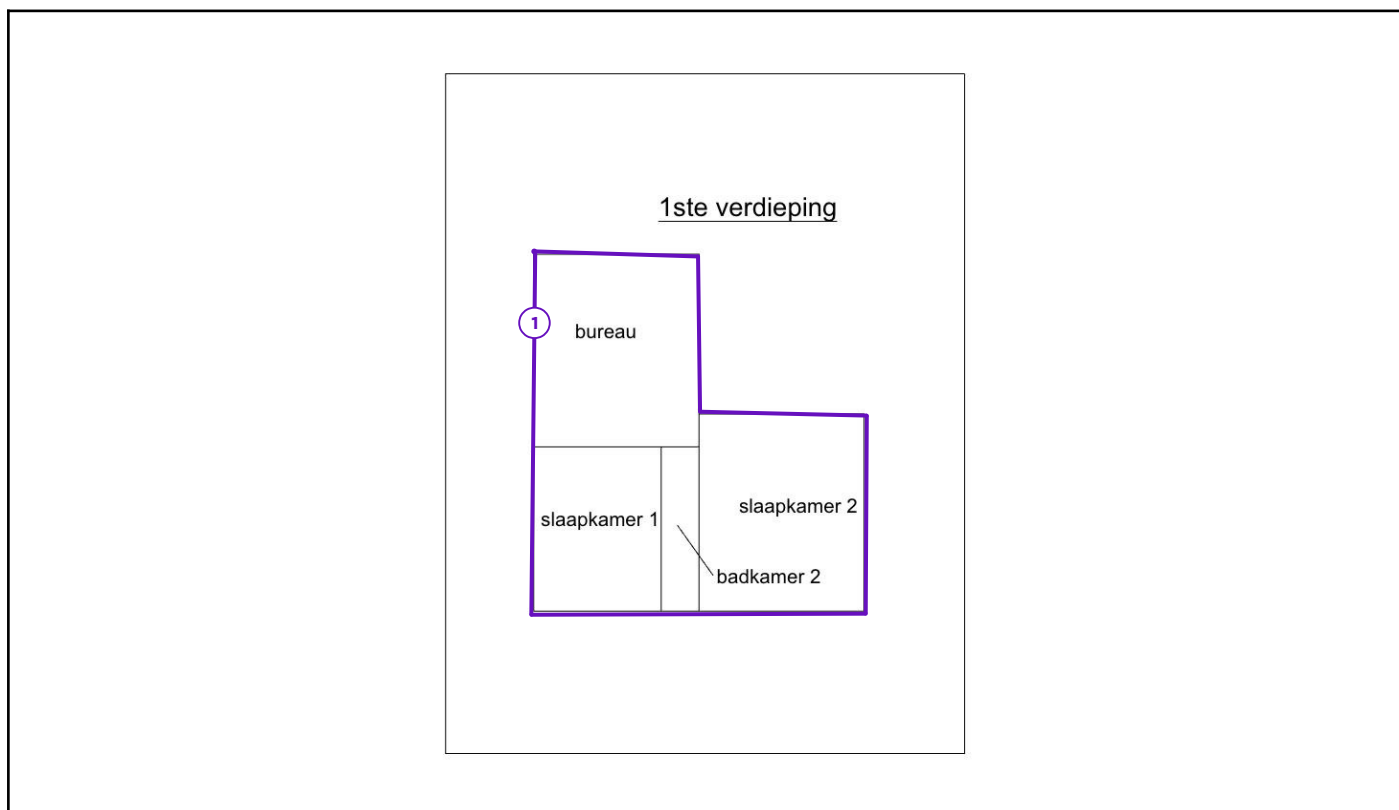 1ste verdieping
1
bureau
slaapkamer 2
slaapkamer 1
badkamer 2